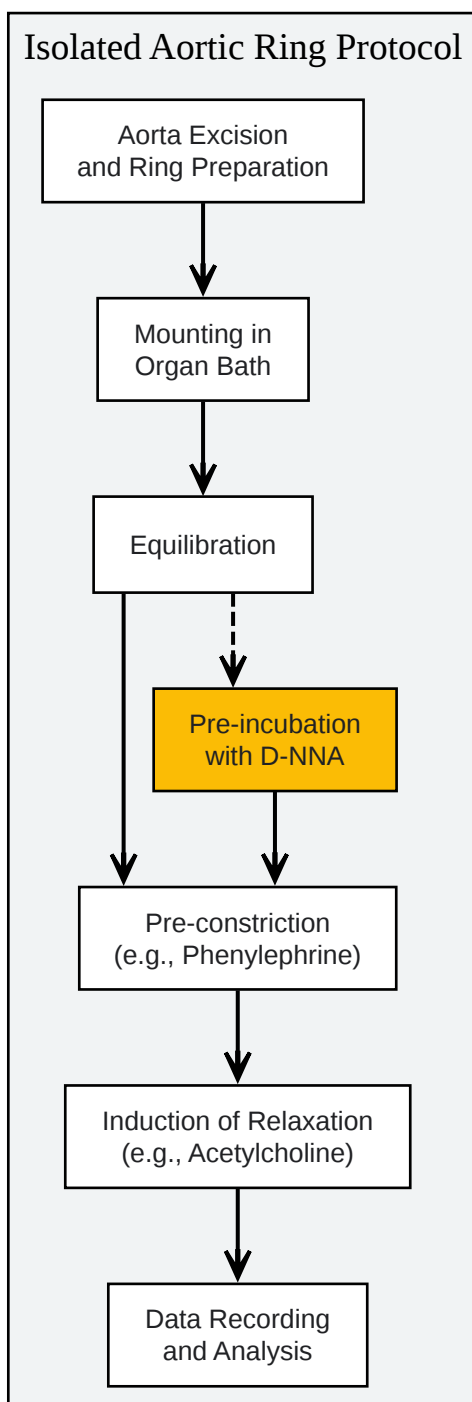 Isolated Aortic Ring Protocol
Aorta Excision
and Ring Preparation
Mounting in
Organ Bath
Equilibration
Pre-incubation
with D-NNA
Pre-constriction
(e.g., Phenylephrine)
Induction of Relaxation
(e.g., Acetylcholine)
Data Recording
and Analysis